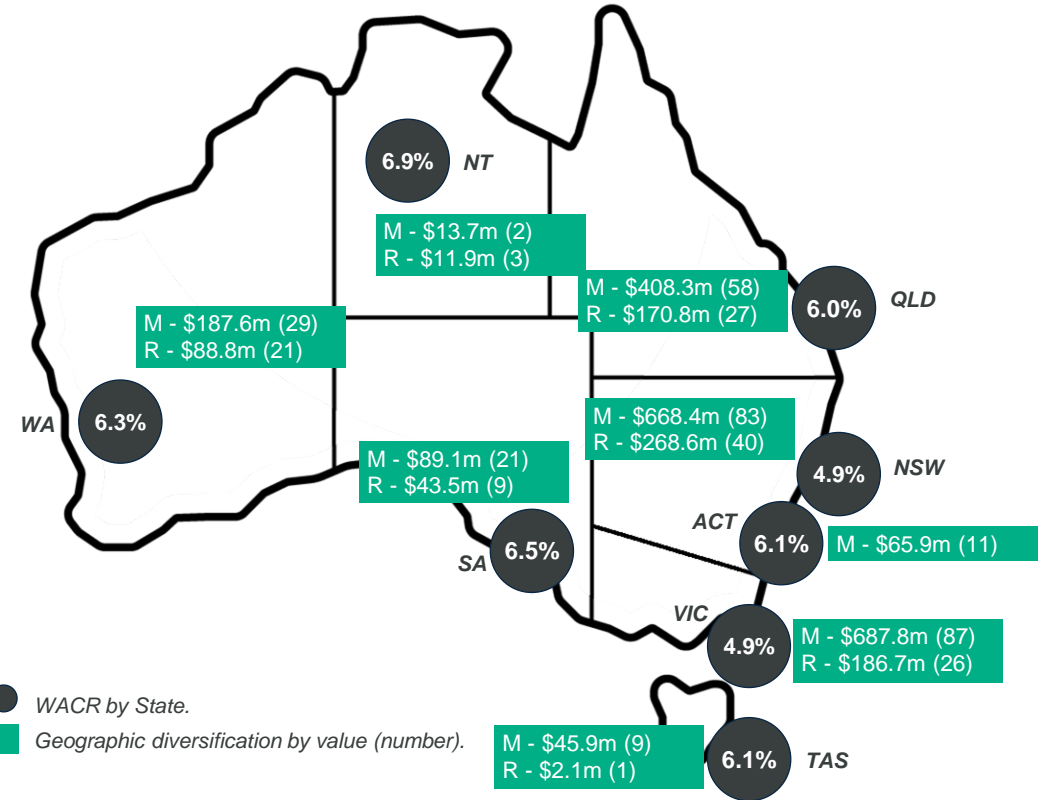 6.9%
NT
M - $13.7m (2)
R - $11.9m (3)
M - $408.3m (58)
R - $170.8m (27)
6.0%
QLD
M - $187.6m (29)
R - $88.8m (21)
WA
6.3%
M - $668.4m (83)
R - $268.6m (40)
4.9%
NSW
M - $89.1m (21)
R - $43.5m (9)
SA
6.5%
ACT
6.1%
M - $65.9m (11)
VIC
4.9%
M - $687.8m (87)
R - $186.7m (26)
WACR by State.
Geographic diversification by value (number).
M - $45.9m (9)
R - $2.1m (1)
6.1%
TAS